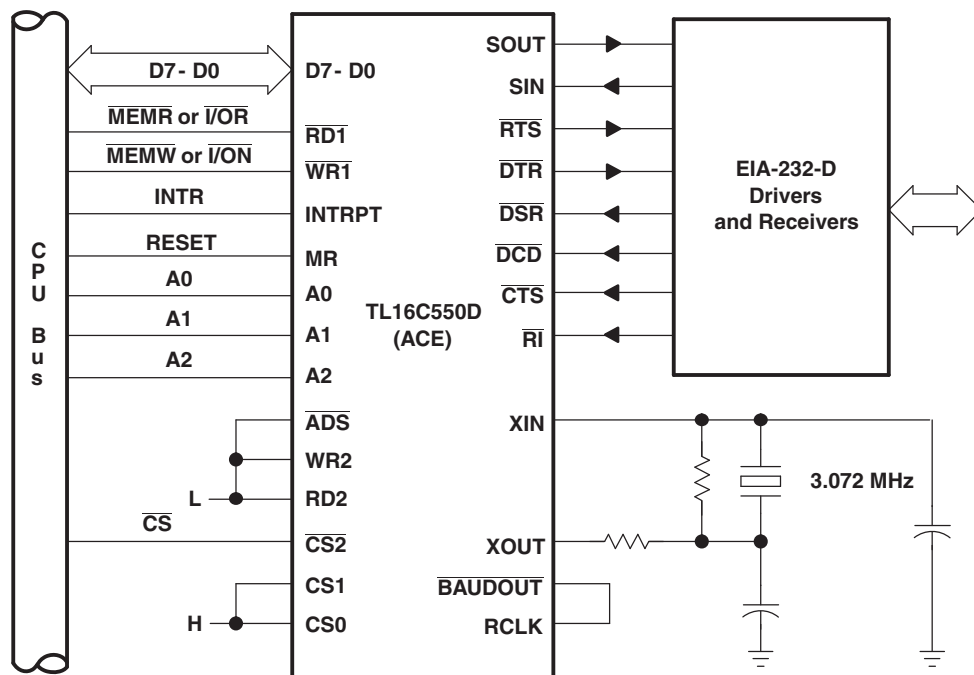 SOUT
D7- D0
D7- D0
SIN
MEMR or I/OR
RD1
RTS
MEMW or I/ON
WR1
DTR
EIA-232-D
Drivers
and Receivers
INTR
INTRPT
DSR
RESET
MR
DCD
CPU Bus
A0
A0
CTS
TL16C550D
(ACE)
A1
A1
RI
A2
A2
ADS
XIN
WR2
3.072 MHz
L
RD2
CS
CS2
XOUT
CS1
BAUDOUT
H
CS0
RCLK